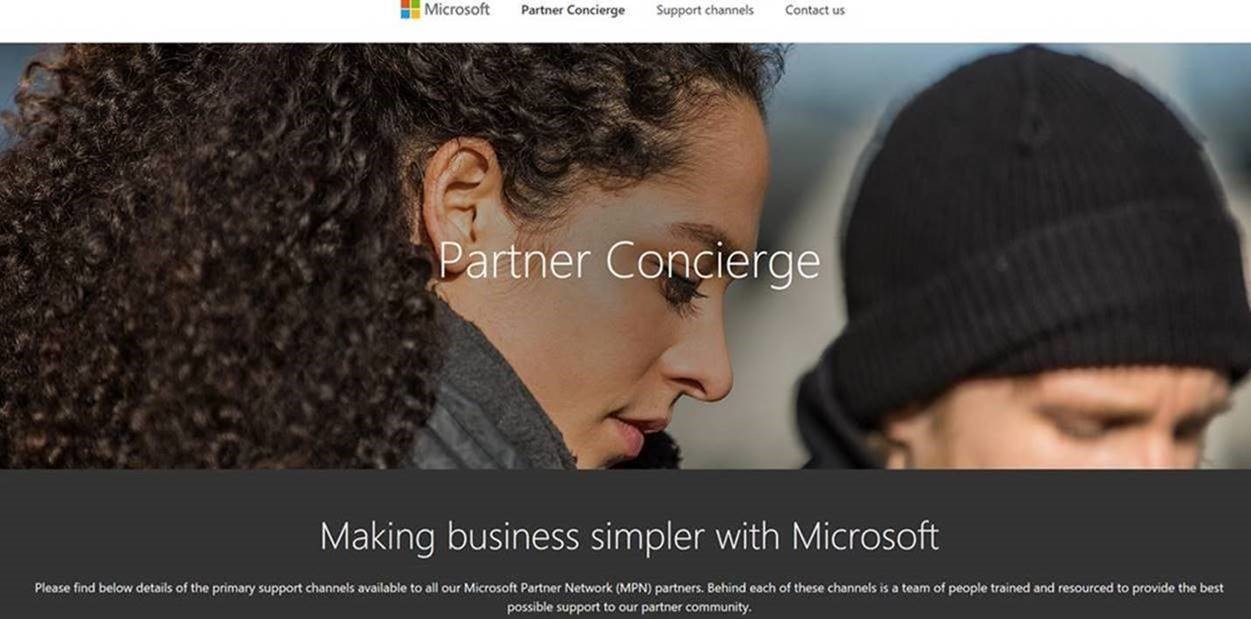 Microsoft Partner Concierge Support channels Contact us
Partner Concierge
Making business simpler with Microsoft
Please find below details of the primary support channels available to all our Microsoft Partner Network (MPN) partners. Behind each of these channels is a team of people trained and resourced to provide the best
possible support to our partner community.